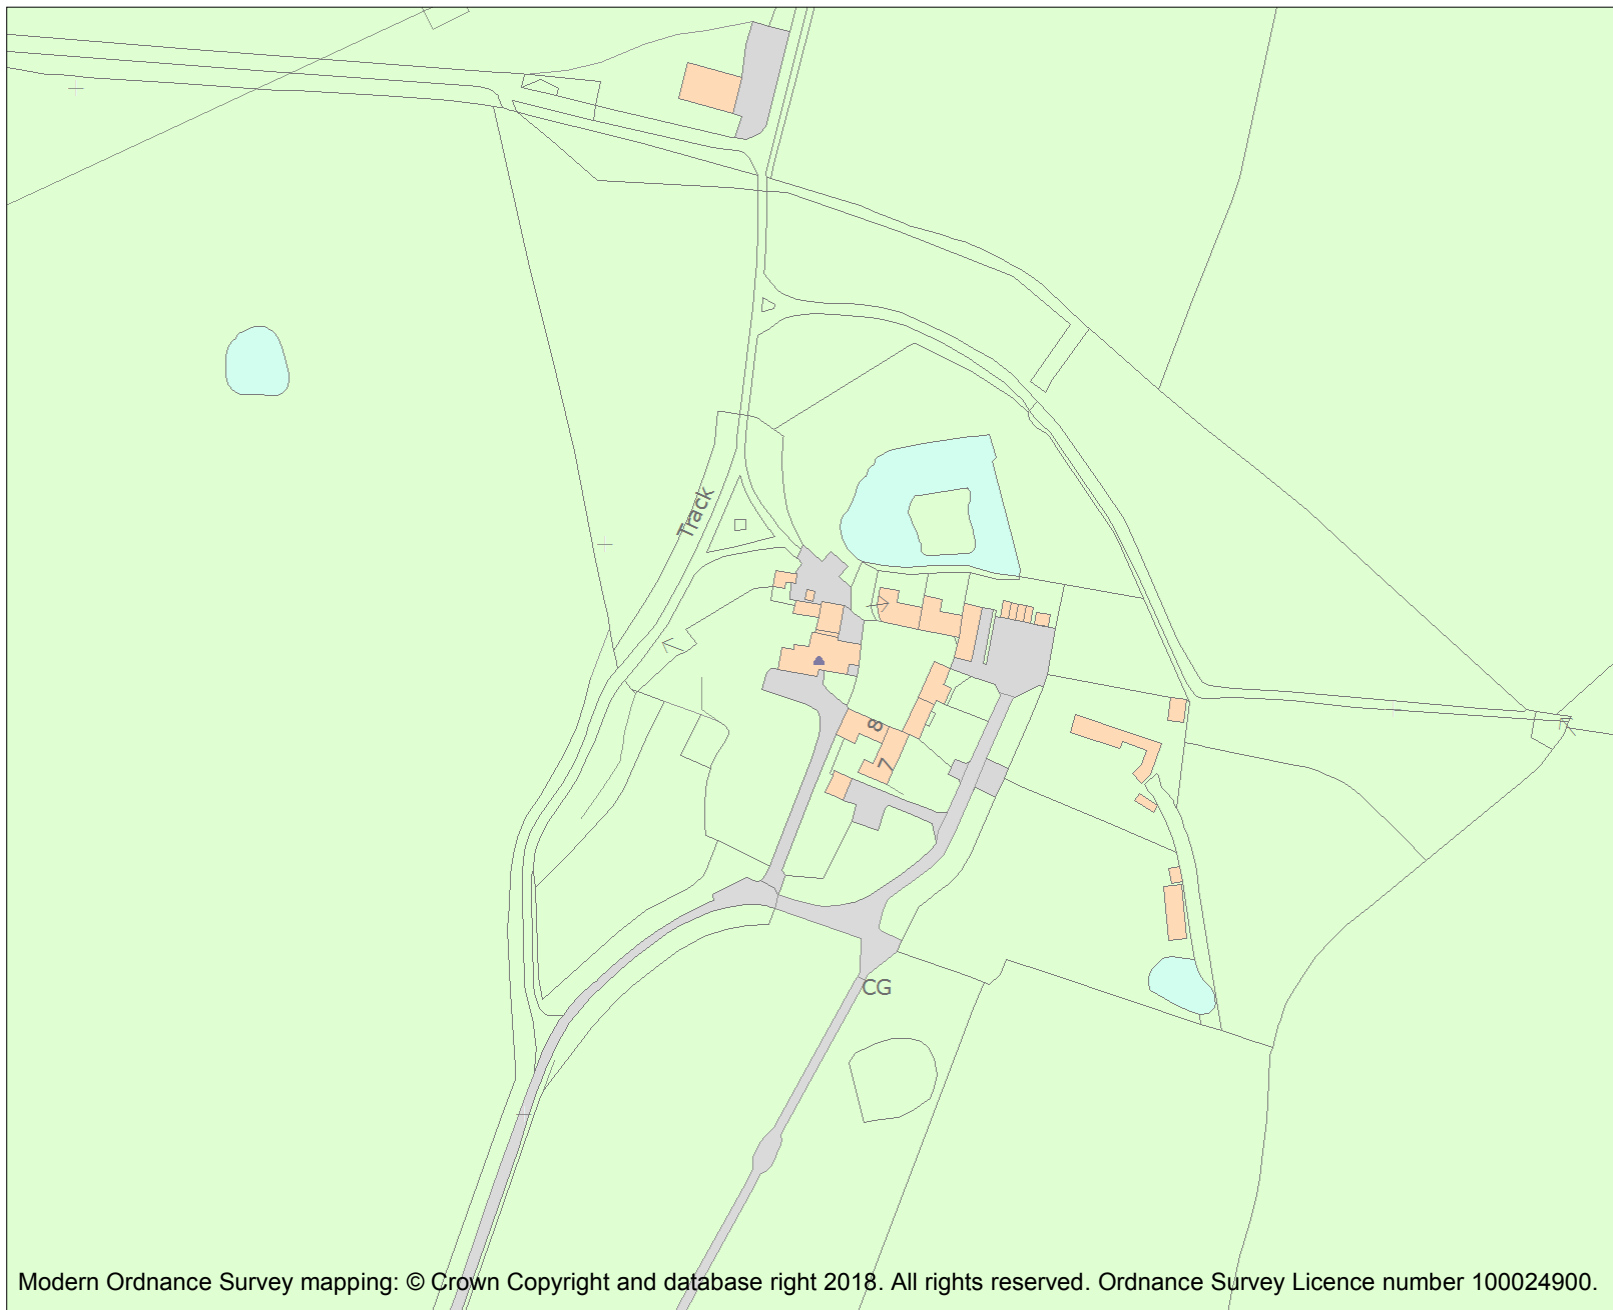 Track
8
7
CG
Modern Ordnance Survey mapping: © Crown Copyright and database right 2018. All rights reserved. Ordnance Survey Licence number 100024900.